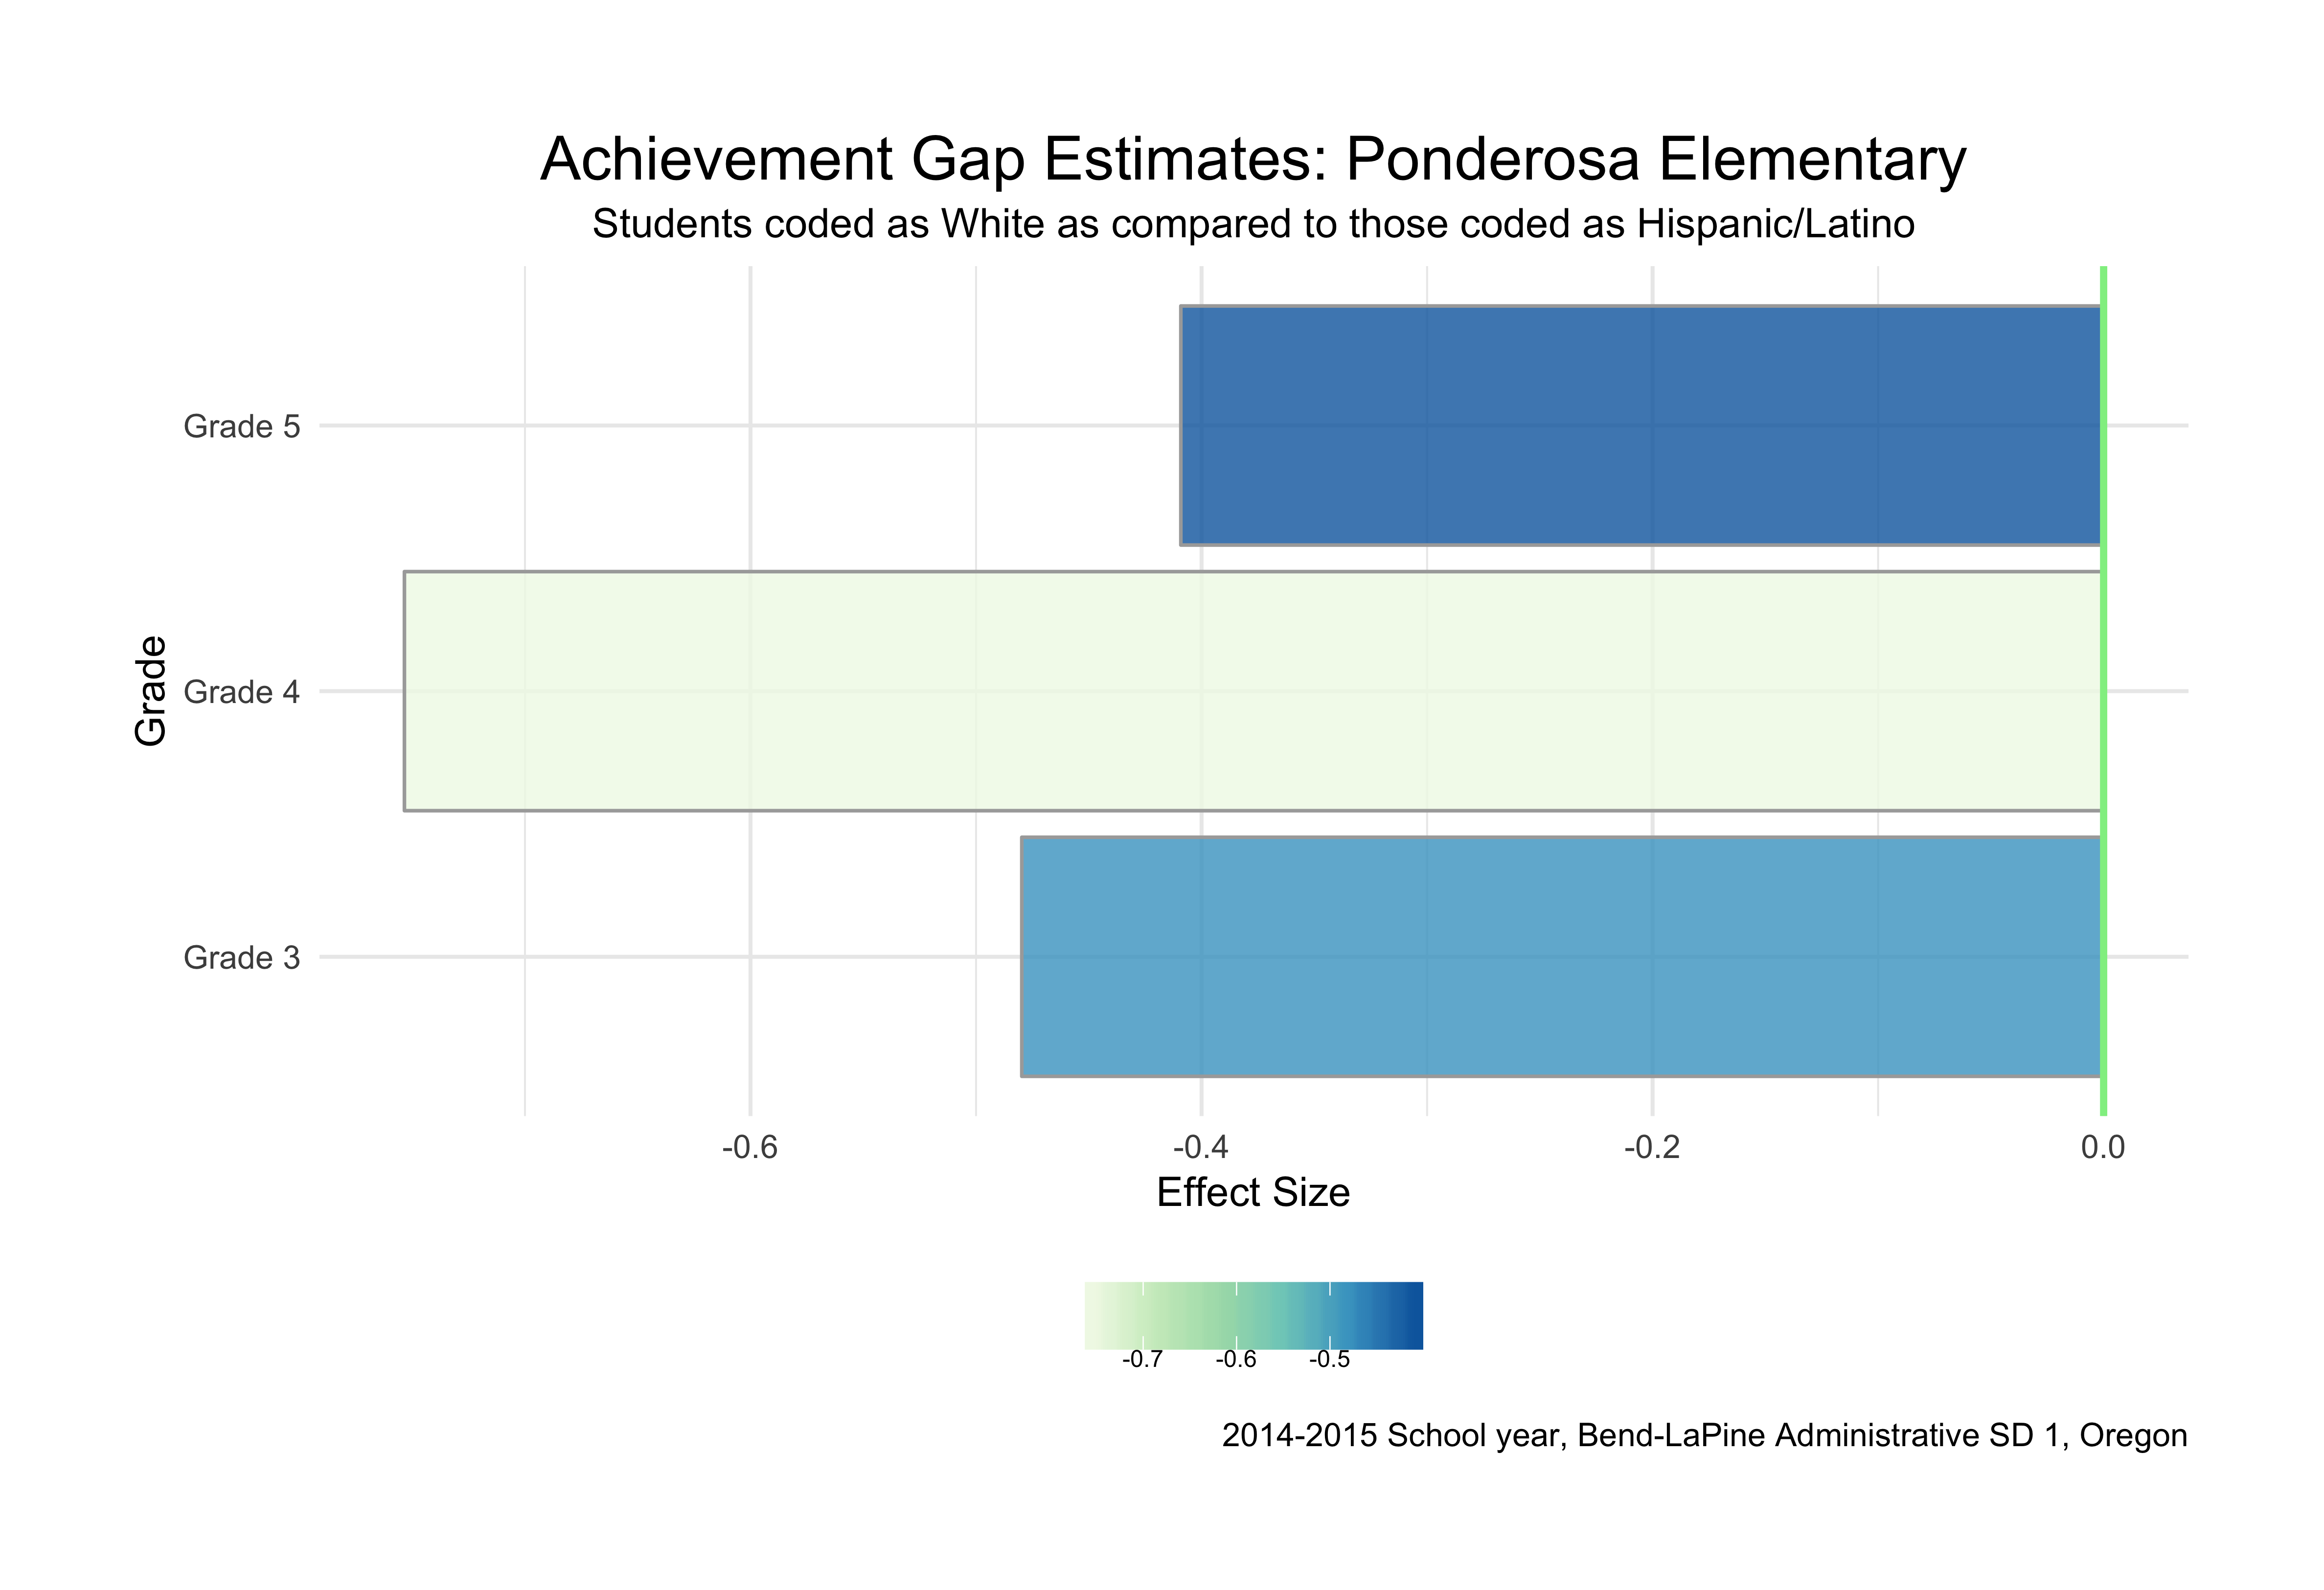 Achievement Gap Estimates: Ponderosa Elementary
Students coded as White as compared to those coded as Hispanic/Latino
Grade
Grade 5
Grade 4
Grade 3
-0.6 -0.4 -0.2 0.0
Effect Size
-0.7 -0.6 -0.5
2014-2015 School year, Bend-LaPine Administrative SD 1, Oregon